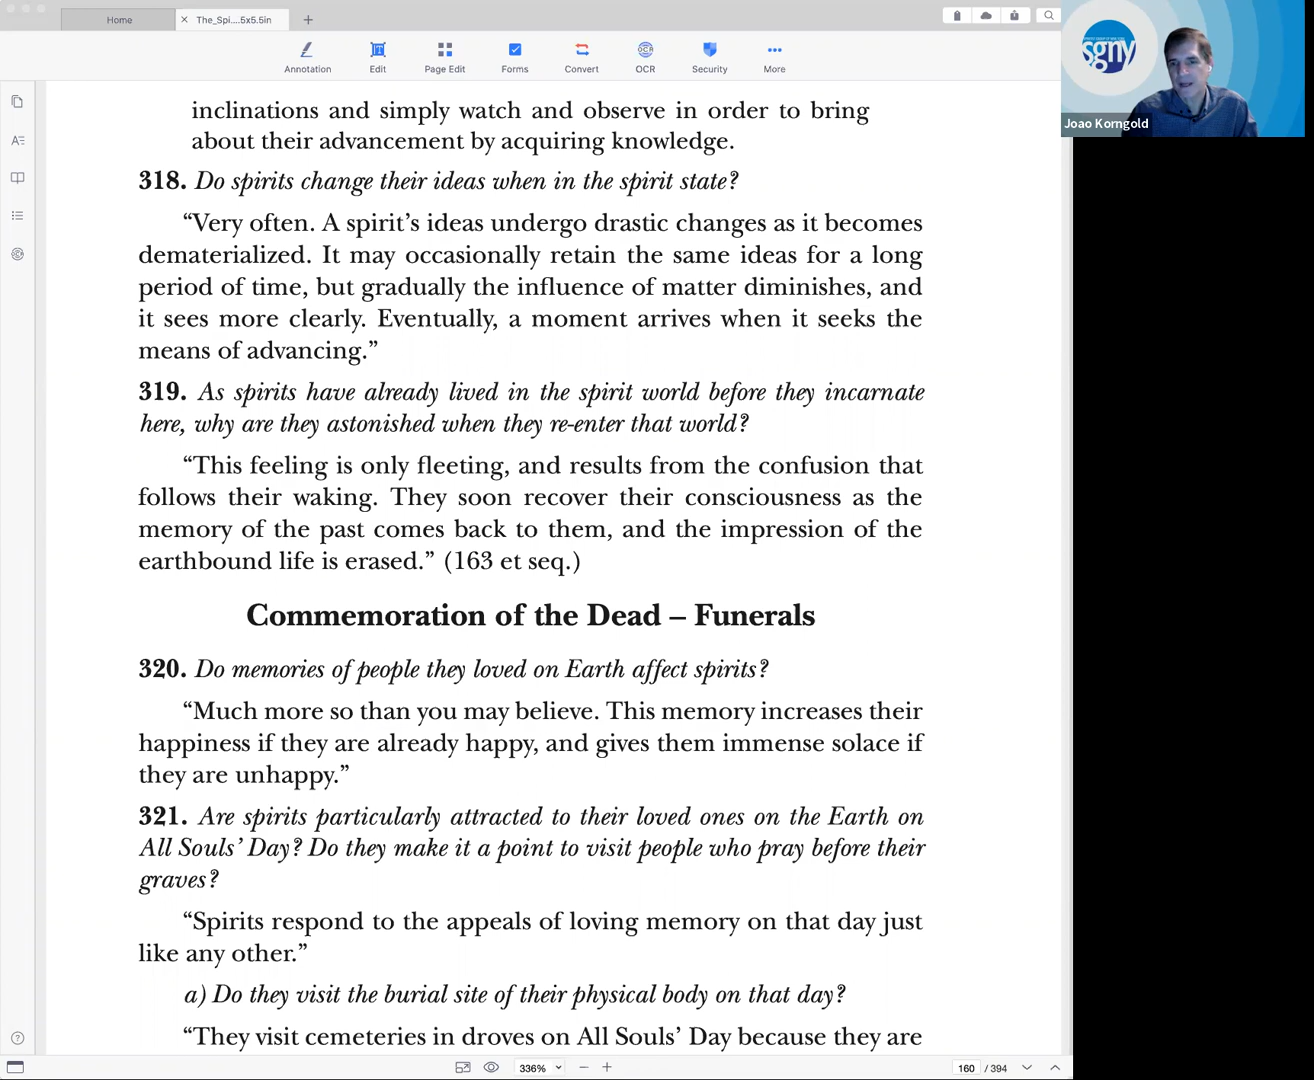 Home
The_Spi....5x5.5in
Annotation
Edit
Page Edit
Forms
Convert
OCR
OCR
Security
More
sgny
Joao Korngold
inclinations and simply watch and observe in order to bring
about their advancement by acquiring knowledge.
318. Do spirits change their ideas when in the spirit state?
“Very often. A spirit’s ideas undergo drastic changes as it becomes
dematerialized. It may occasionally retain the same ideas for a long
period of time, but gradually the influence of matter diminishes, and
it sees more clearly. Eventually, a moment arrives when it seeks the
means of advancing.”
319. As spirits have already lived in the spirit world before they incarnate
here, why are they astonished when they re-enter that world?
“This feeling is only fleeting, and results from the confusion that
follows their waking. They soon recover their consciousness as the
memory of the past comes back to them, and the impression of the
earthbound life is erased.” (163 et seq.)
Commemoration of the Dead – Funerals
320. Do memories of people they loved on Earth affect spirits?
“Much more so than you may believe. This memory increases their
happiness if they are already happy, and gives them immense solace if
they are unhappy.”
321. Are spirits particularly attracted to their loved ones on the Earth on
All Souls’ Day? Do they make it a point to visit people who pray before their
graves?
“Spirits respond to the appeals of loving memory on that day just
like any other.”
a) Do they visit the burial site of their physical body on that day?
“They visit cemeteries in droves on All Souls’ Day because they are
336%
160 / 394